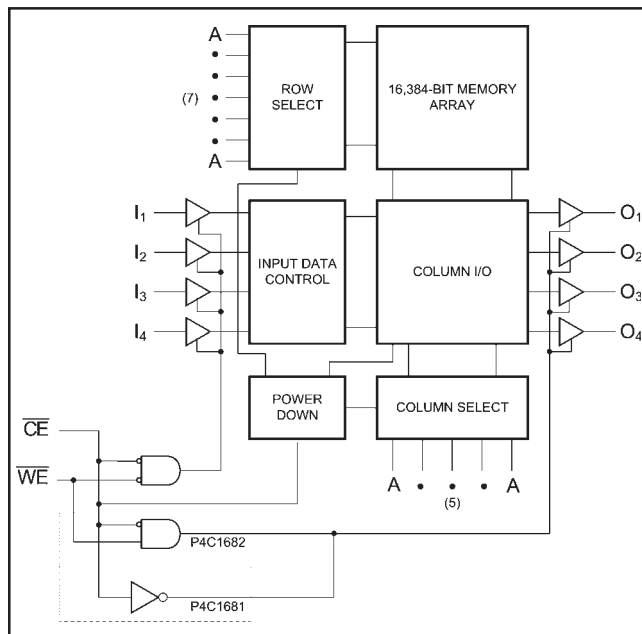 A
ROW
SELECT
(7)
A
16,384-BIT MEMORY
ARRAY
I1
I2
I3
I4
INPUT DATA
CONTROL
COLUMN I/O
O1
O2
O3
O4
POWER
DOWN
COLUMN SELECT
CE
WE
A
A
(5)
P4C1682
P4C1681